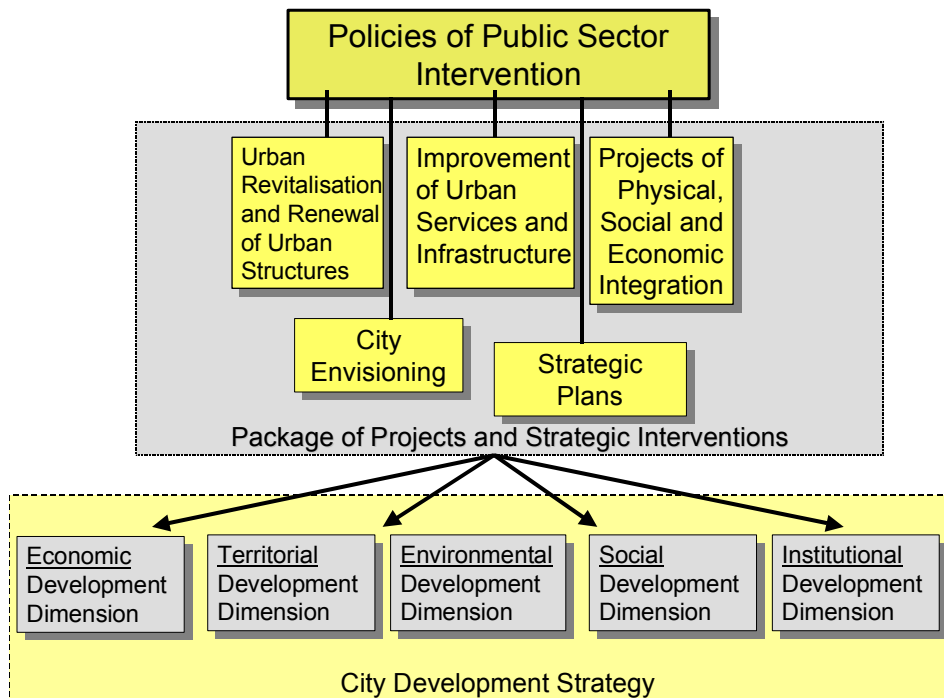 Policies of Public Sector
Intervention
Urban
Revitalisation
and Renewal
of Urban
Structures
Improvement
of Urban
Services and
Infrastructure
Projects of
Physical,
Social and
Economic
Integration
City
Envisioning
Strategic
Plans
Package of Projects and Strategic Interventions
Economic
Development
Dimension
Territorial
Development
Dimension
Environmental
Development
Dimension
Social
Development
Dimension
Institutional
Development
Dimension
City Development Strategy